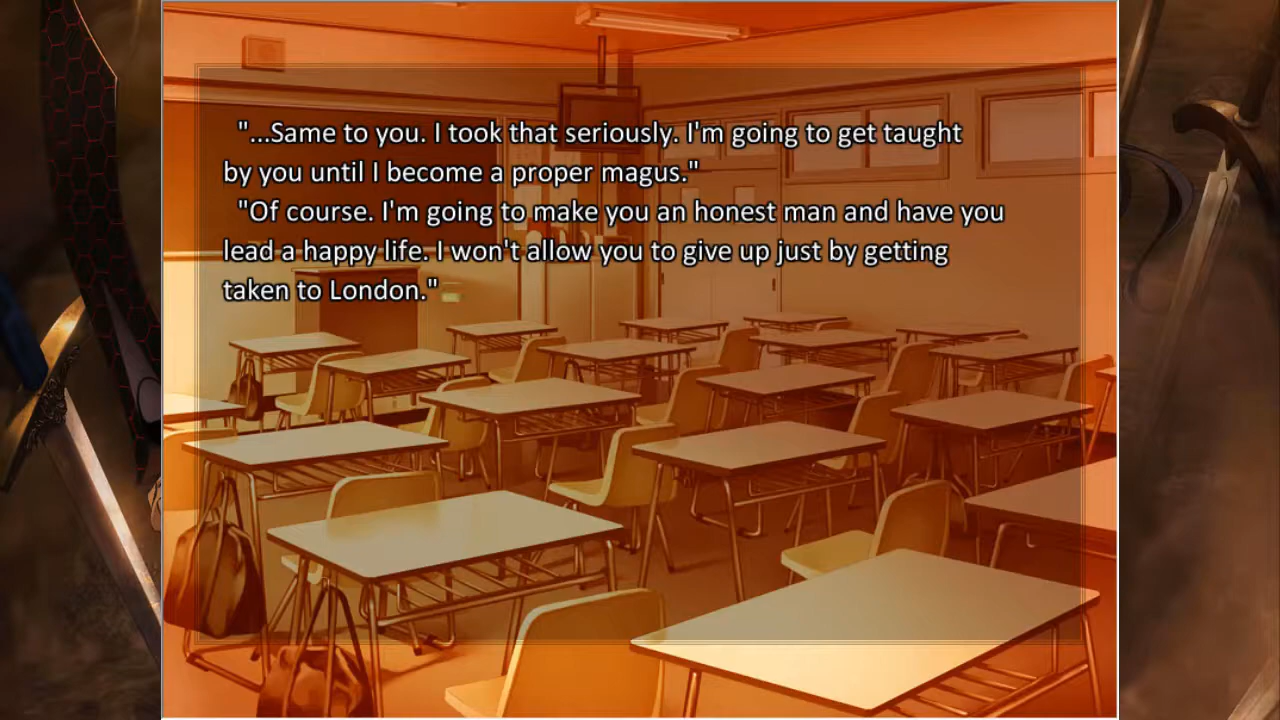 "...Same to you. I took that seriously. I'm going to get taught
by you until I become a proper magus."
"Of course. I'm going to make you an honest man and have you
lead a happy life. I won't allow you to give up just by getting
taken to London."